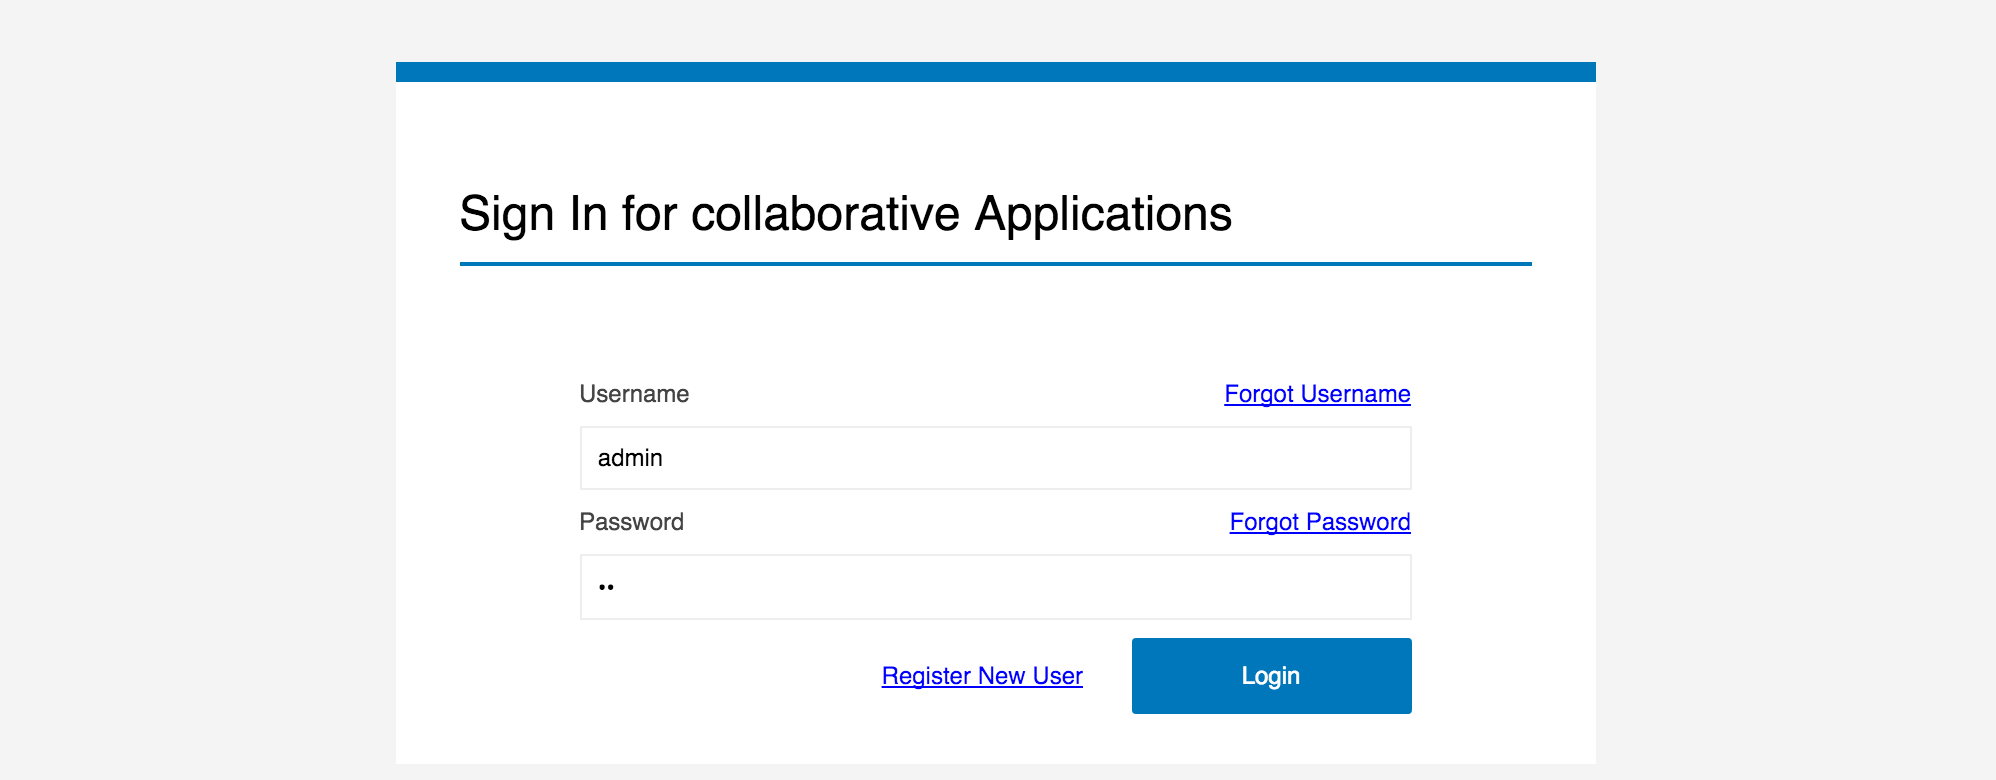 Sign In for collaborative Applications
Username Forgot Username
admin
Password Forgot Password
••
Register New User Login